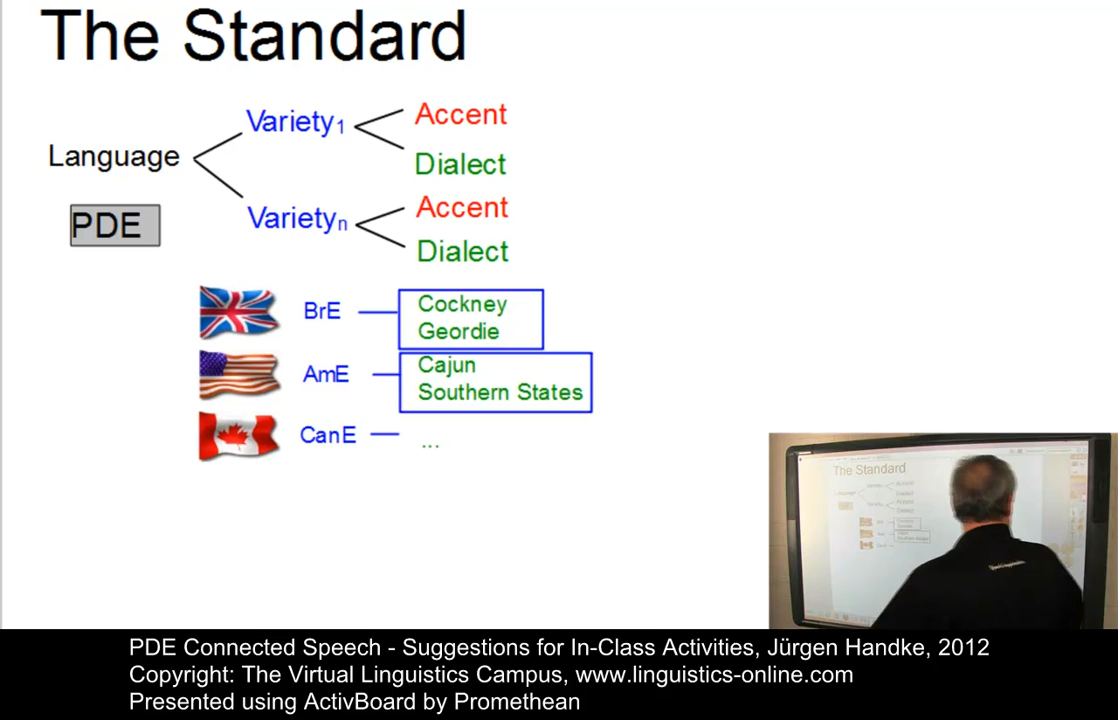 The Standard
Variety1
Accent
Dialect
Language
PDE
Varietyn
Accent
Dialect
BrE
Cockney
Geordie
AmE
Cajun
Southern States
CanE
...
The Standard
PDE Connected Speech - Suggestions for In-Class Activities, Jürgen Handke, 2012
Copyright: The Virtual Linguistics Campus, www.linguistics-online.com
Presented using ActivBoard by Promethean